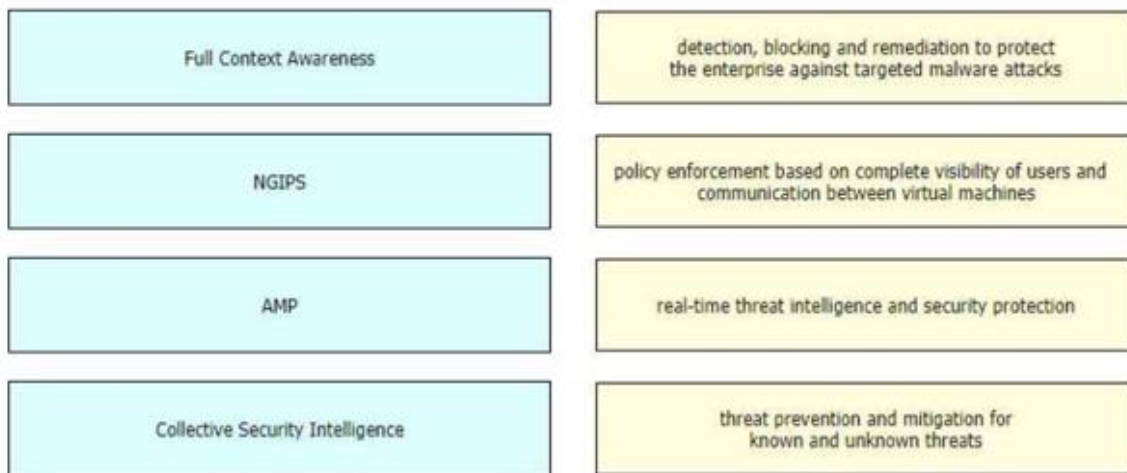 Full Context Awareness
detection, blocking and remediation to protect
the enterprise against targeted malware attacks
NGIPS
policy enforcement based on complete visibility of users and
communication between virtual machines
AMP
real-time threat intelligence and security protection
Collective Security Intelligence
threat prevention and mitigation for
known and unknown threats